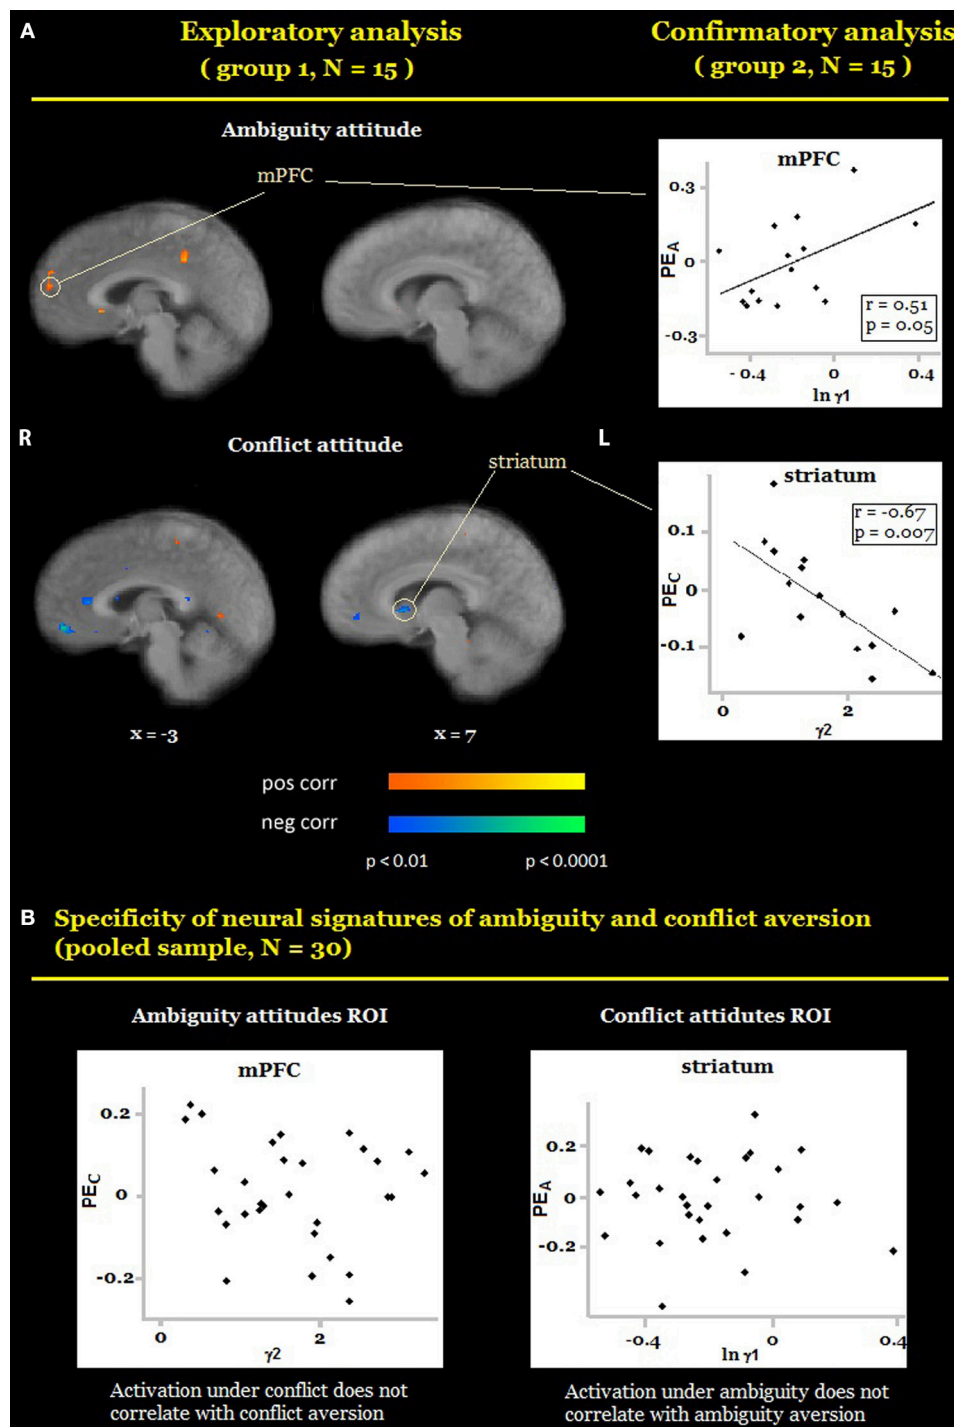 A
Exploratory analysis
( group 1, N = 15 )
Confirmatory analysis
( group 2, N = 15 )
Ambiguity attitude
mPFC
mPFC
0.3
0
-0.3
PEA
r = 0.51
p = 0.05
- 0.4
0
0.4
ln γ1
R
Conflict attitude
L
striatum
striatum
0.1
0
-0.1
PEC
r = -0.67
p = 0.007
0
2
γ2
x = -3
x = 7
pos corr
neg corr
p < 0.01
p < 0.0001
B
Specificity of neural signatures of ambiguity and conflict aversion
(pooled sample, N = 30)
Ambiguity attitudes ROI
mPFC
0.2
0
-0.2
PEC
0
2
γ2
Activation under conflict does not
correlate with conflict aversion
Conflict attidutes ROI
striatum
0.2
0
-0.2
PEA
-0.4
0
0.4
ln γ1
Activation under ambiguity does not
correlate with ambiguity aversion